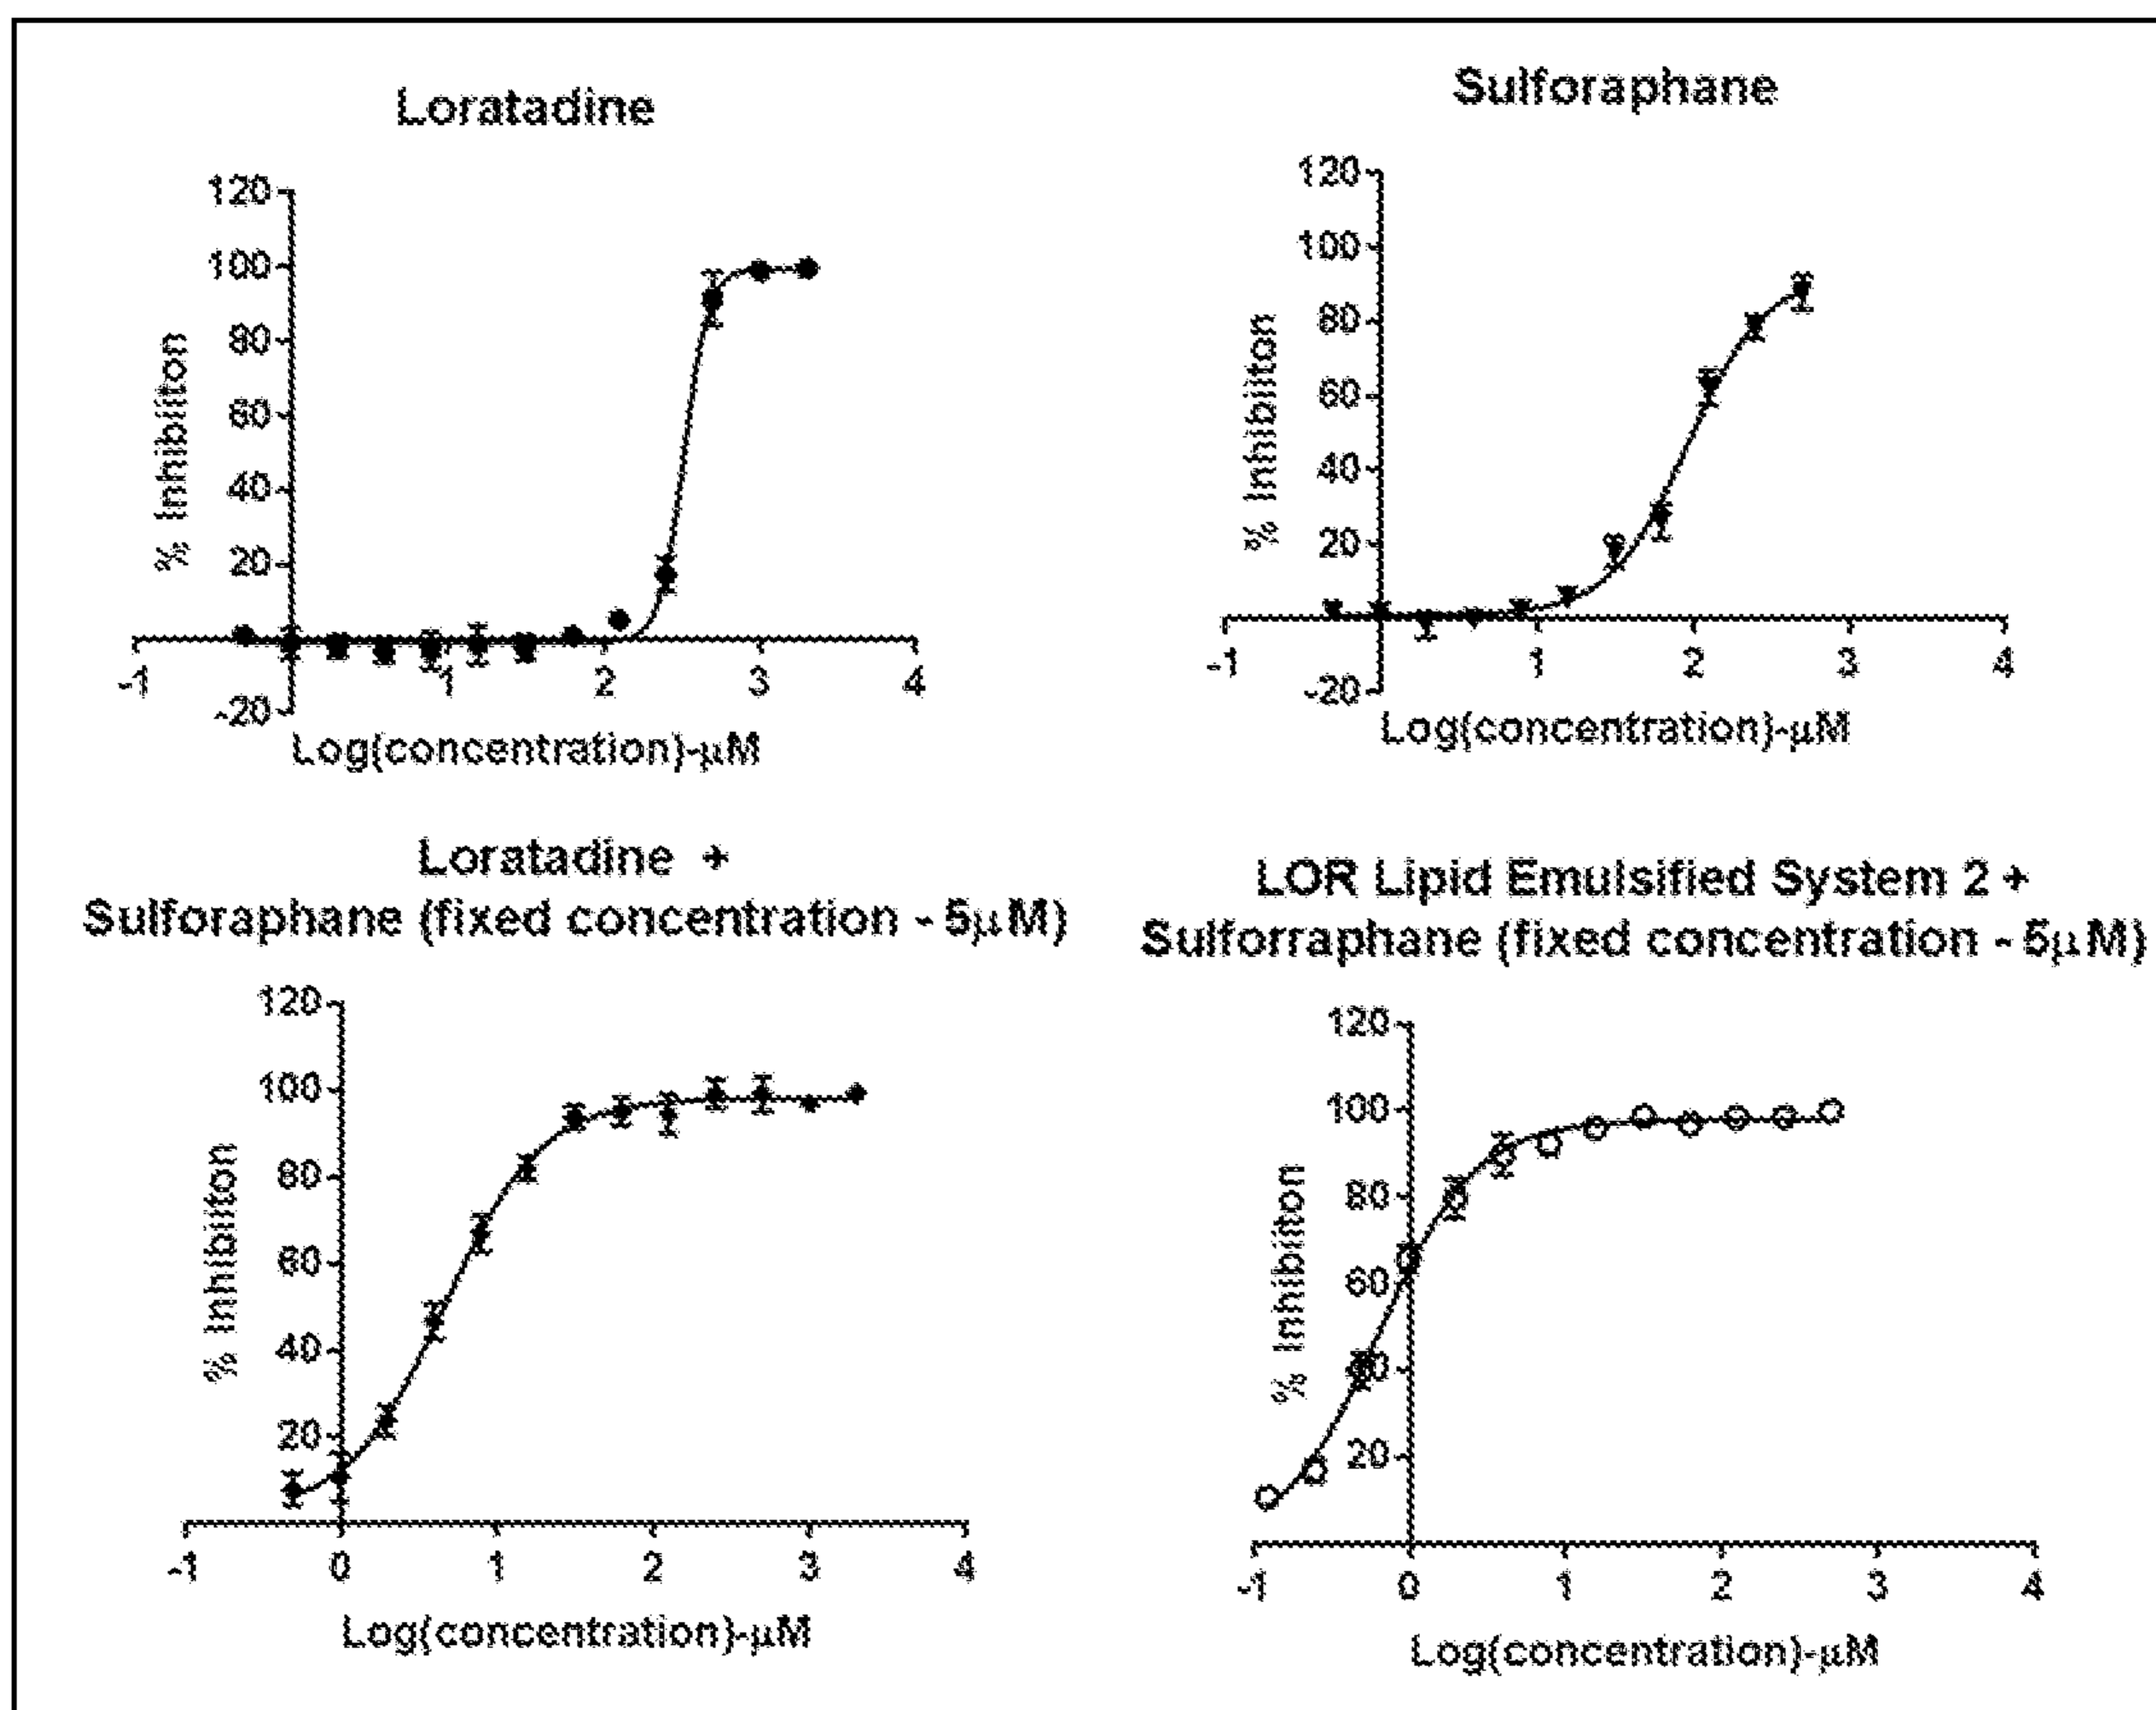 Loratadine
120
100
80
60
40
20
-20
% Inhibiiton
-1
1
2
3
4
Log(concentration)-μM
Sulforaphane
120
100
80
60
40
20
-20
% Inhibiiton
-1
1
2
3
4
Log(concentration)-μM
Loratadine +
Sulforaphane (fixed concentration - 5μM)
120
100
80
60
40
20
% Inhibiiton
-1 0 1 2 3 4
Log(concentration)-μM
LOR Lipid Emulsified System 2 +
Sulforraphane (fixed concentration - 5μM)
120
100
80
60
40
20
% Inhibiiton
-1 0 1 2 3 4
Log(concentration)-μM